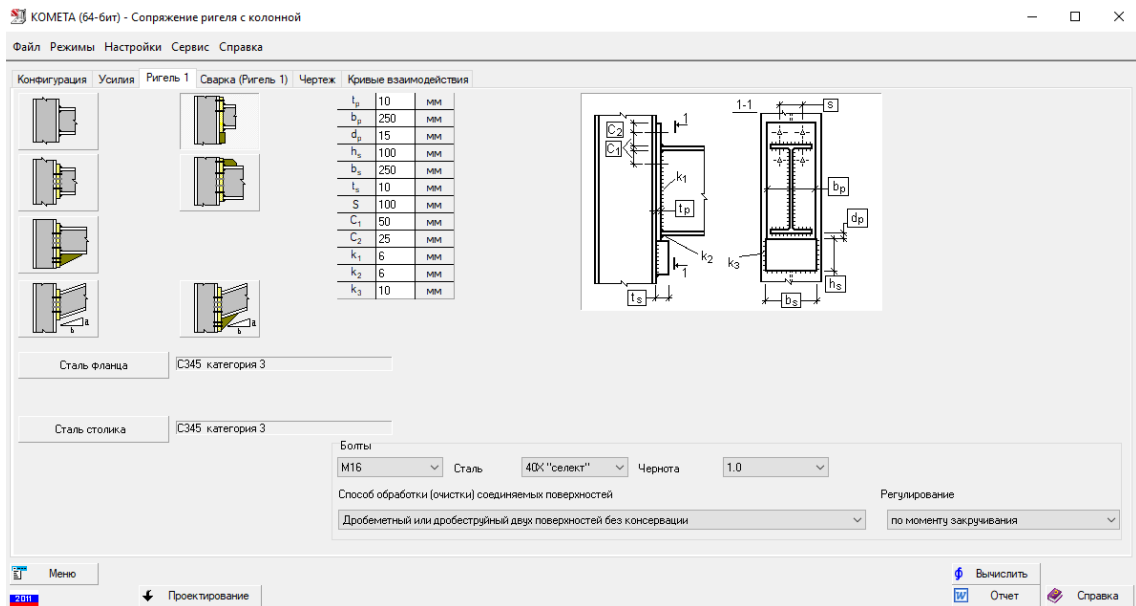 КОМЕТА (64-бит) - Сопряжение ригеля с колонной
Файл Режимы Настройки Сервис Справка
Конфигурация Усилия Ригель 1 Сварка (Ригель 1) Чертеж Кривые взаимодействия
tp 10 мм
bp 250 мм
dp 15 мм
hs 100 мм
bs 250 мм
ts 10 мм
S 100 мм
C1 50 мм
C2 25 мм
k1 6 мм
k2 6 мм
k3 10 мм
1-1 s
C2 1
C1
k1
bp
tp
dp
k2 k3
1
hs
ts
bs
a
b
a
b
Сталь фланца C345 категория 3
Сталь столика C345 категория 3
Болты
M16 Сталь 40X "селект" Чернота 1.0
Способ обработки (очистки) соединяемых поверхностей Регулирование
Дробеметный или дробеструйный двух поверхностей без консервации по моменту закручивания
Меню Вычислить
2011 Проектирование Отчет Справка